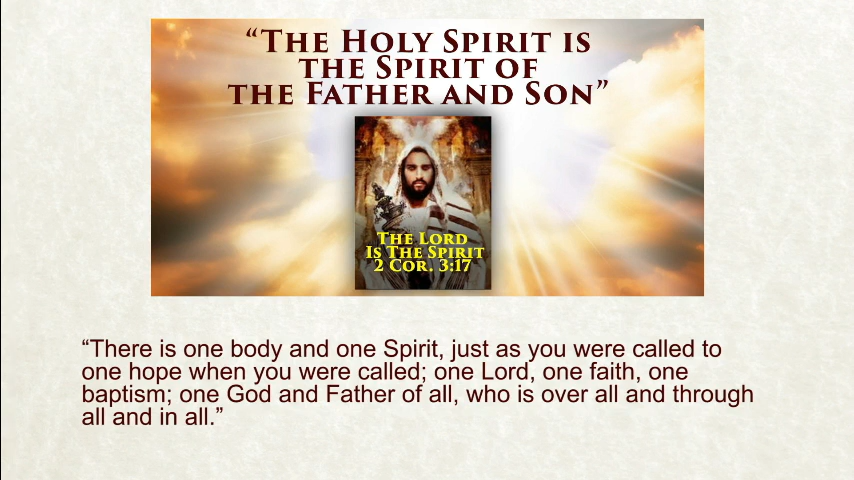 “The Holy Spirit is
the Spirit of
the Father and Son”
The Lord
Is The Spirit
2 Cor. 3:17
“There is one body and one Spirit, just as you were called to
one hope when you were called; one Lord, one faith, one
baptism; one God and Father of all, who is over all and through
all and in all.”